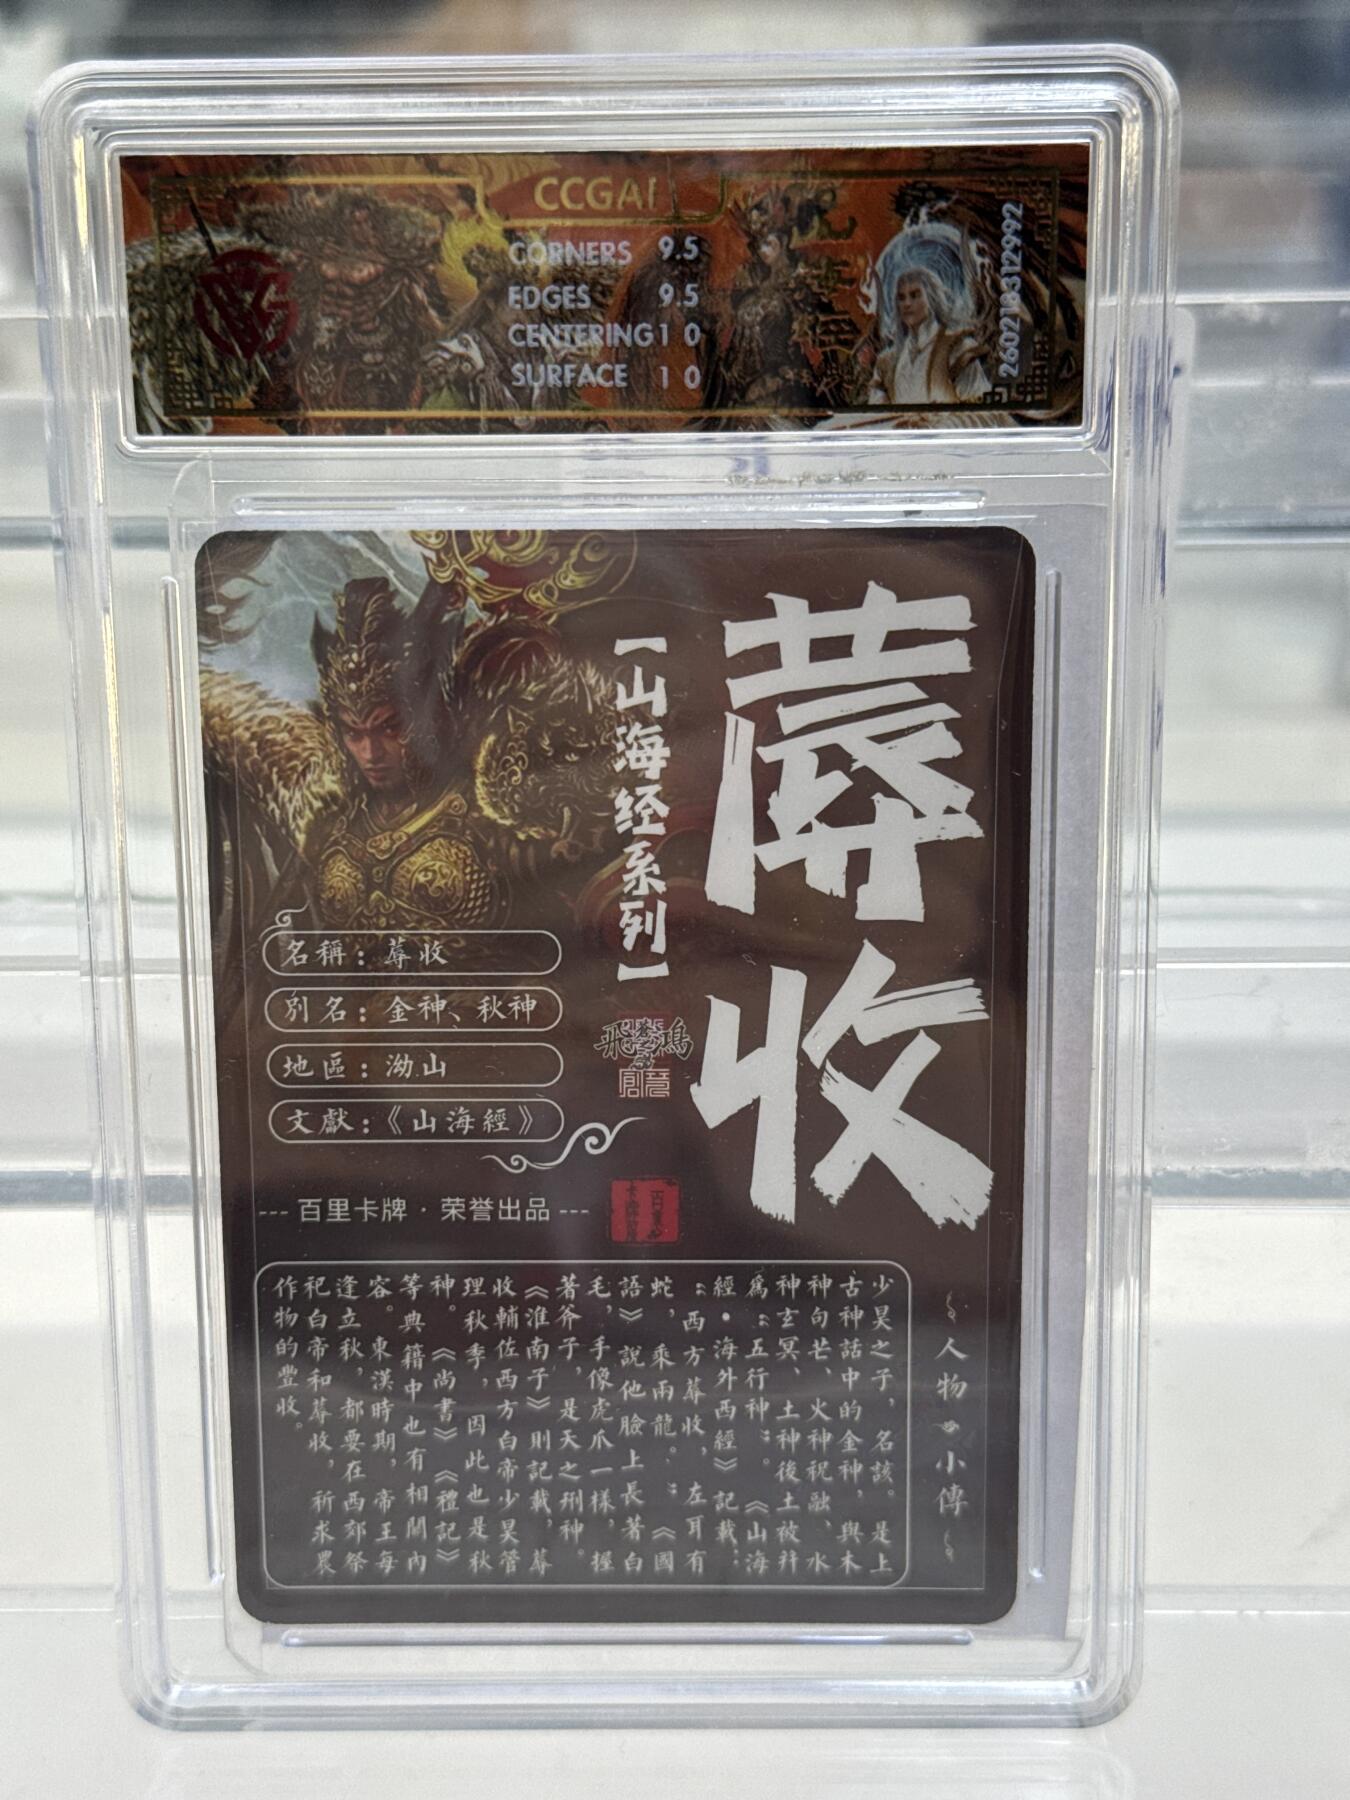 CCGAI
CORNERS 9.5
EDGES 9.5
CENTERING 1 0
SURFACE 1 0
2602183129​92
蓐收
【山海经系列】
名稱：蓐收
別名：金神、秋神
地區：泑山
文獻：《山海經》
飛鴻
--- 百里卡牌 · 荣誉出品 ---
人物 小傳
少昊之子，名該。是上
古神話中的金神，與木
神句芒、火神祝融、水
神玄冥、土神後土被幷
爲“五行神”。《山海
經•海外西經》記載：
“西方蓐收，左耳有
蛇，乘兩龍。”《國
語》說他臉上長著白
毛，手像虎爪一樣，握
著斧子，是天之刑神。
《淮南子》則記載，蓐
收輔佐西方白帝少昊管
理秋季，因此也是秋
神。《尚書》《禮記》
等典籍中也有相關內
容。東漢時期，帝王每
逢立秋，都要在西郊祭
祀白帝和蓐收，祈求農
作物的豐收。